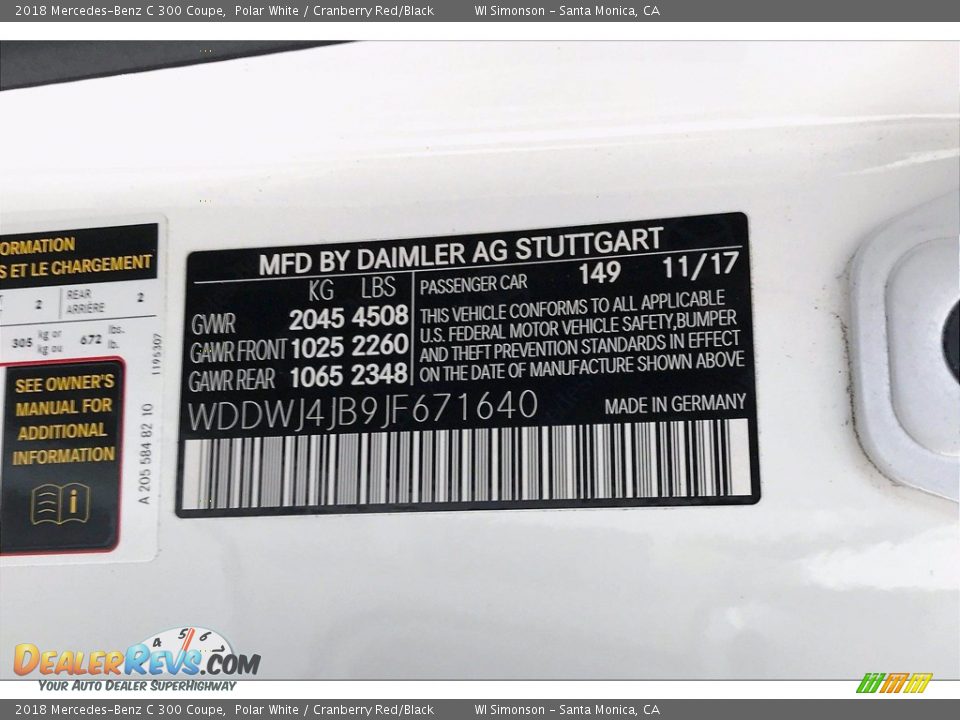 2018 Mercedes-Benz C 300 Coupe, Polar White / Cranberry Red/Black WI Simonson - Santa Monica, CA
ORMATION
S ET LE CHARGEMENT
2 REAR ARRIÈRE 2
305 kg or kg ou 672 lbs. lb.
SEE OWNER'S
MANUAL FOR
ADDITIONAL
INFORMATION
A 205 584 82 10
1195307
MFD BY DAIMLER AG STUTTGART
KG LBS
GWR 2045 4508
GAWR FRONT 1025 2260
GAWR REAR 1065 2348
PASSENGER CAR 149 11/17
THIS VEHICLE CONFORMS TO ALL APPLICABLE
U.S. FEDERAL MOTOR VEHICLE SAFETY,BUMPER
AND THEFT PREVENTION STANDARDS IN EFFECT
ON THE DATE OF MANUFACTURE SHOWN ABOVE
WDDWJ4JB9JF671640 MADE IN GERMANY
4 5 6
DEALERREVS.COM
YOUR AUTO DEALER SUPERHIGHWAY
2018 Mercedes-Benz C 300 Coupe, Polar White / Cranberry Red/Black WI Simonson - Santa Monica, CA